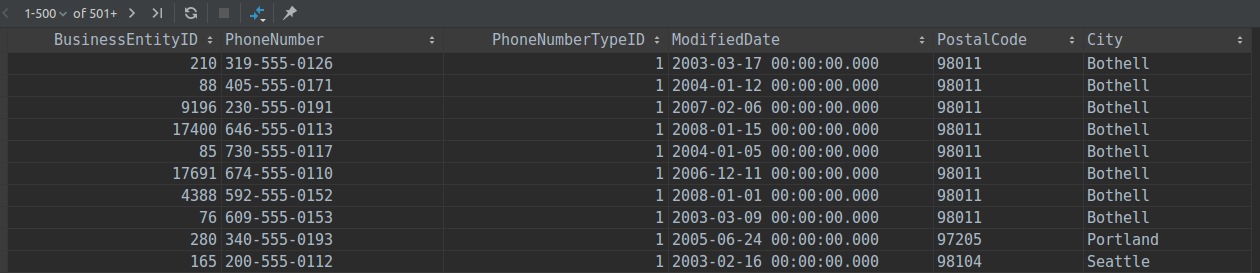 1-500 of 501+
BusinessEntityID PhoneNumber PhoneNumberTypeID ModifiedDate PostalCode City
210 319-555-0126 1 2003-03-17 00:00:00.000 98011 Bothell
88 405-555-0171 1 2004-01-12 00:00:00.000 98011 Bothell
9196 230-555-0191 1 2007-02-06 00:00:00.000 98011 Bothell
17400 646-555-0113 1 2008-01-15 00:00:00.000 98011 Bothell
85 730-555-0117 1 2004-01-05 00:00:00.000 98011 Bothell
17691 674-555-0110 1 2006-12-11 00:00:00.000 98011 Bothell
4388 592-555-0152 1 2008-01-01 00:00:00.000 98011 Bothell
76 609-555-0153 1 2003-03-09 00:00:00.000 98011 Bothell
280 340-555-0193 1 2005-06-24 00:00:00.000 97205 Portland
165 200-555-0112 1 2003-02-16 00:00:00.000 98104 Seattle